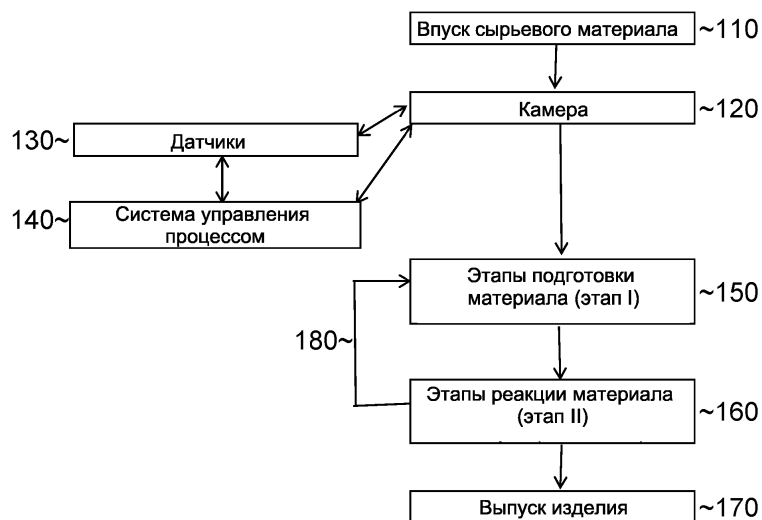 Впуск сырьевого материала ~110
Камера ~120
130~ Датчики
140~ Система управления
процессом
Этапы подготовки
материала (этап I) ~150
180~
Этапы реакции материала
(этап II) ~160
Выпуск изделия ~170